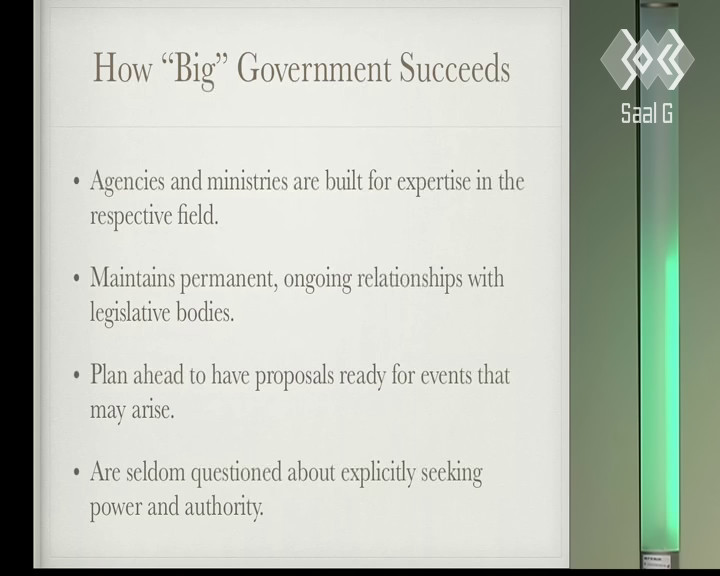 How “Big” Government Succeeds
Saal G
• Agencies and ministries are built for expertise in the
respective field.
• Maintains permanent, ongoing relationships with
legislative bodies.
• Plan ahead to have proposals ready for events that
may arise.
• Are seldom questioned about explicitly seeking
power and authority.